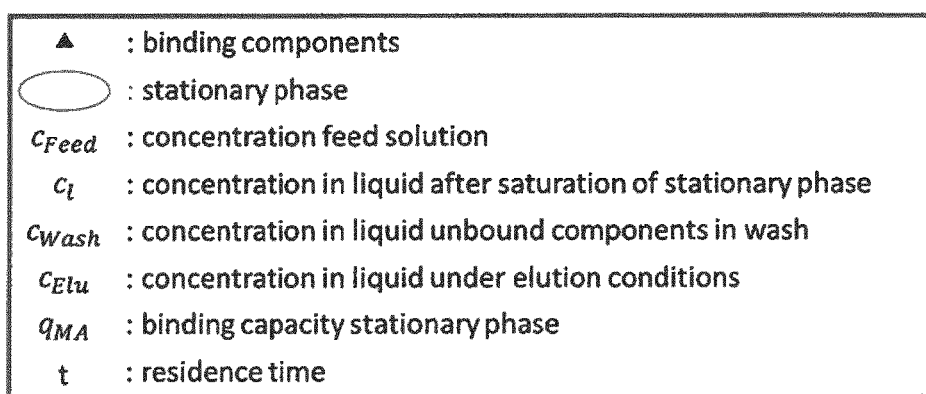 ▲ : binding components
: stationary phase
c_Feed : concentration feed solution
c_l : concentration in liquid after saturation of stationary phase
c_Wash : concentration in liquid unbound components in wash
c_Elu : concentration in liquid under elution conditions
q_MA : binding capacity stationary phase
t : residence time